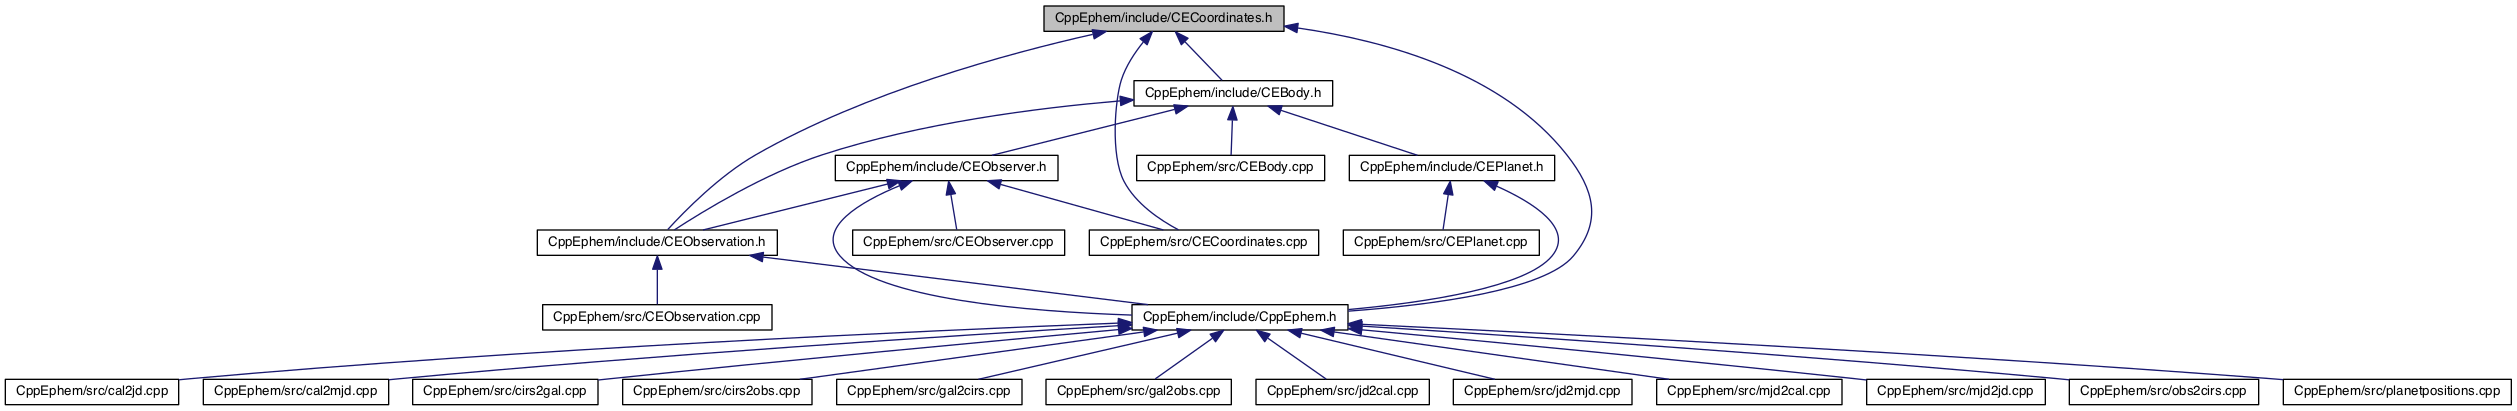 CppEphem/include/CECoordinates.h
CppEphem/include/CEBody.h
CppEphem/include/CEObserver.h
CppEphem/src/CEBody.cpp
CppEphem/include/CEPlanet.h
CppEphem/include/CEObservation.h
CppEphem/src/CEObserver.cpp
CppEphem/src/CECoordinates.cpp
CppEphem/src/CEPlanet.cpp
CppEphem/src/CEObservation.cpp
CppEphem/include/CppEphem.h
CppEphem/src/cal2jd.cpp
CppEphem/src/cal2mjd.cpp
CppEphem/src/cirs2gal.cpp
CppEphem/src/cirs2obs.cpp
CppEphem/src/gal2cirs.cpp
CppEphem/src/gal2obs.cpp
CppEphem/src/jd2cal.cpp
CppEphem/src/jd2mjd.cpp
CppEphem/src/mjd2cal.cpp
CppEphem/src/mjd2jd.cpp
CppEphem/src/obs2cirs.cpp
CppEphem/src/planetpositions.cpp